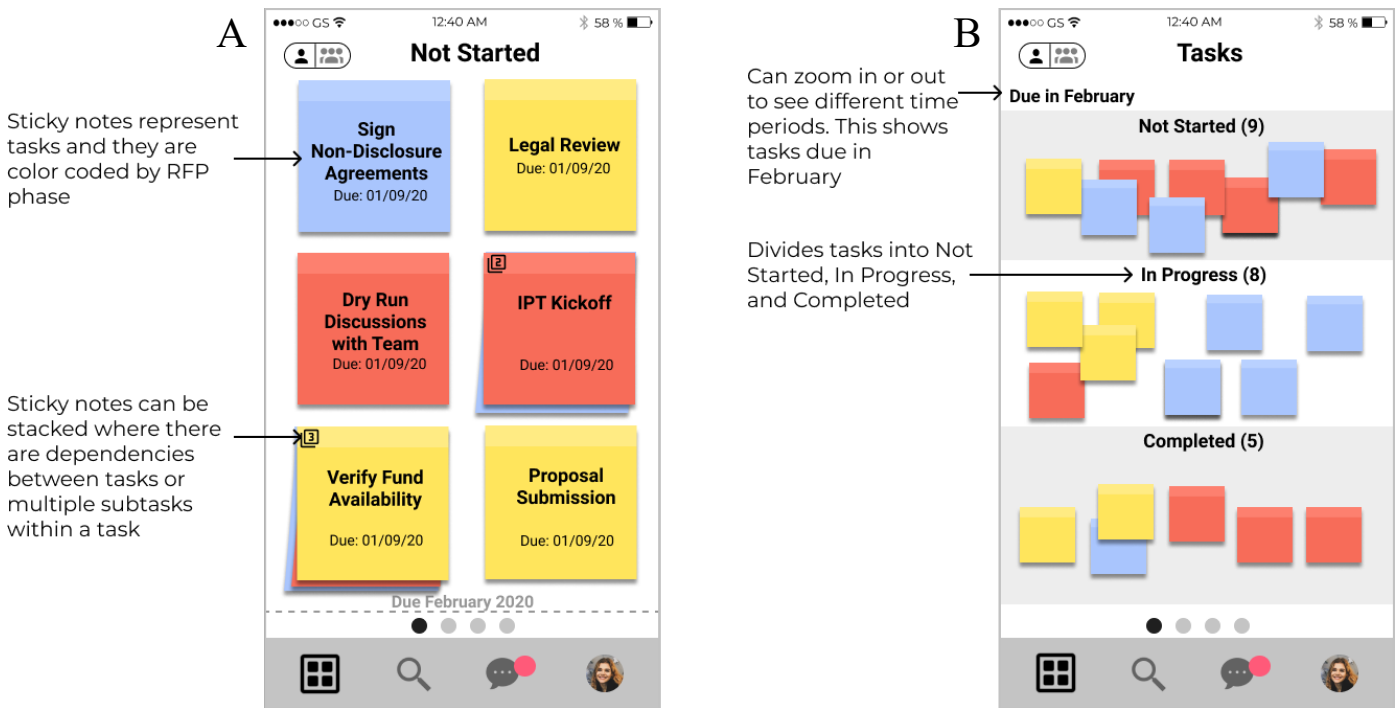 A
GS
12:40 AM
58 %
Not Started
Sign
Non-Disclosure
Agreements
Due: 01/09/20
Legal Review
Due: 01/09/20
Dry Run
Discussions
with Team
Due: 01/09/20
2
IPT Kickoff
Due: 01/09/20
3
Verify Fund
Availability
Due: 01/09/20
Proposal
Submission
Due: 01/09/20
Due February 2020
Sticky notes represent
tasks and they are
color coded by RFP
phase
Sticky notes can be
stacked where there
are dependencies
between tasks or
multiple subtasks
within a task
B
GS
12:40 AM
58 %
Tasks
Due in February
Not Started (9)
In Progress (8)
Completed (5)
Can zoom in or out
to see different time
periods. This shows
tasks due in
February
Divides tasks into Not
Started, In Progress,
and Completed